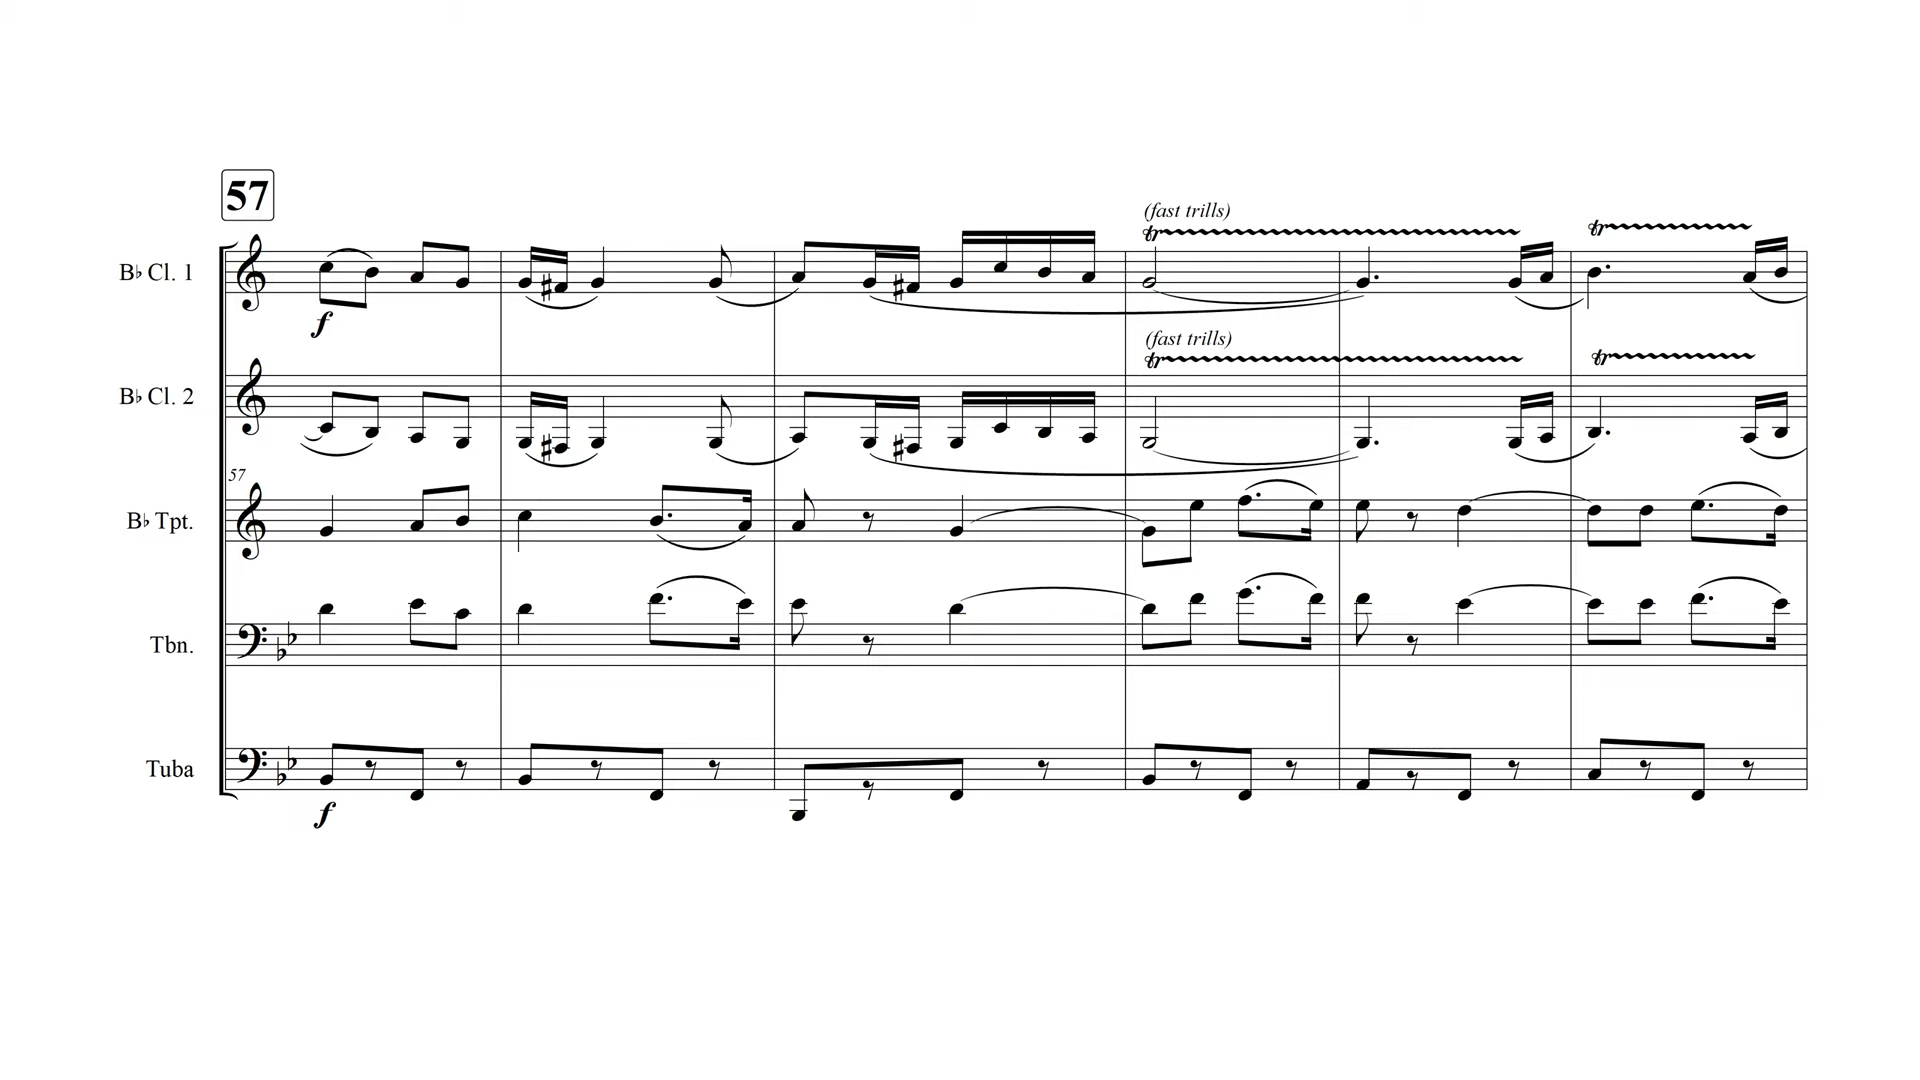 57
(fast trills)
tr
tr
B♭ Cl. 1
f
(fast trills)
tr
tr
B♭ Cl. 2
57
B♭ Tpt.
Tbn.
Tuba
f